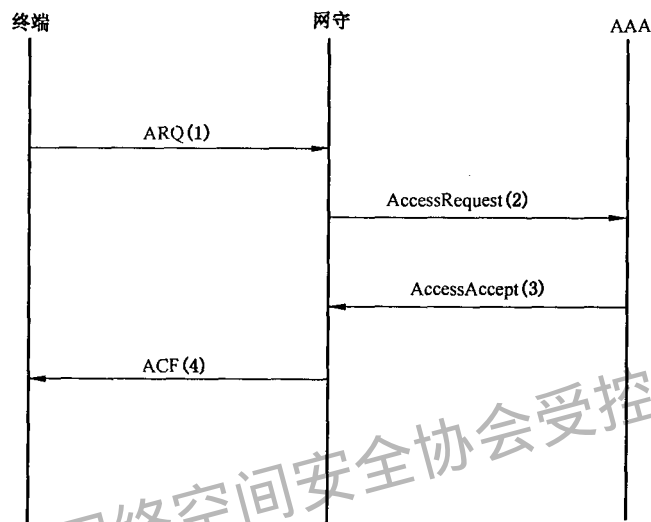 终端 网守 AAA
ARQ(1)
AccessRequest(2)
AccessAccept(3)
ACF(4)
网络空间安全协会受控